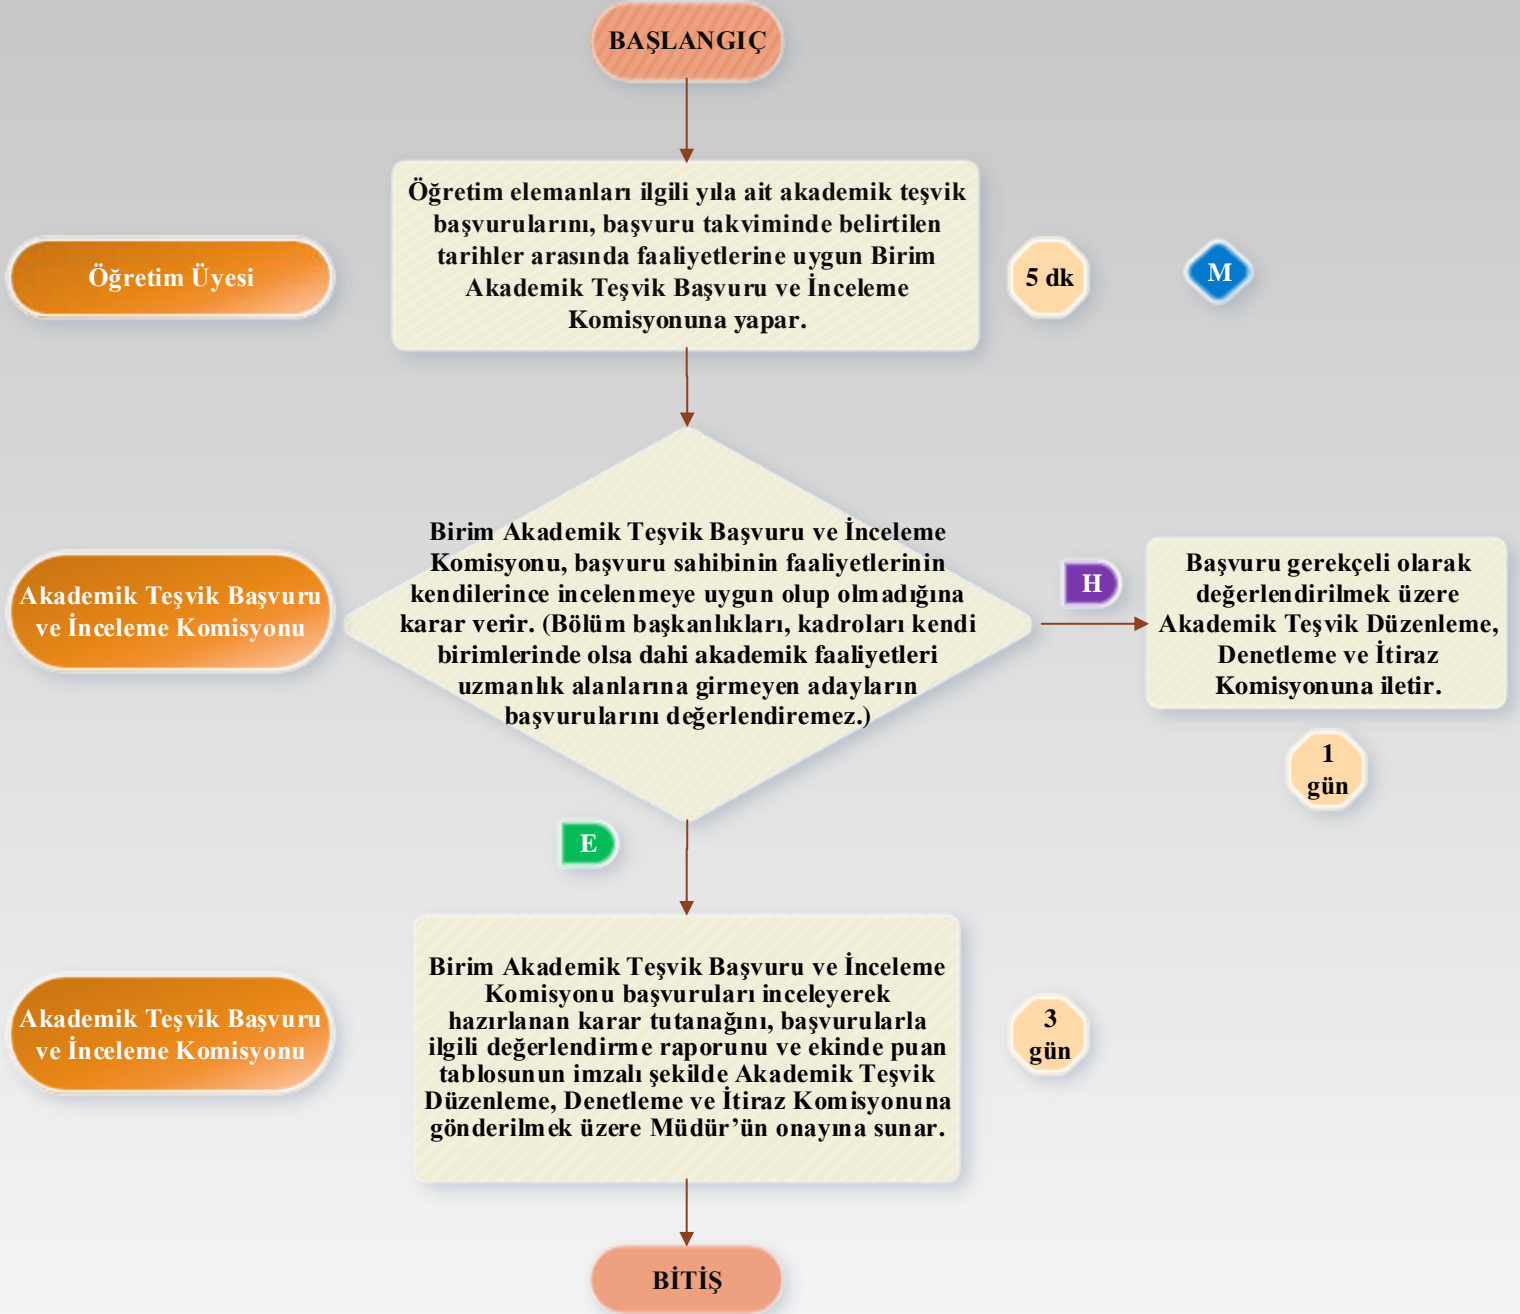 BAŞLANGIÇ
Öğretim elemanları ilgili yıla ait akademik teşvik
başvurularını, başvuru takviminde belirtilen
tarihler arasında faaliyetlerine uygun Birim
Akademik Teşvik Başvuru ve İnceleme
Komisyonuna yapar.
Öğretim Üyesi
5 dk
M
Birim Akademik Teşvik Başvuru ve İnceleme
Komisyonu, başvuru sahibinin faaliyetlerinin
kendilerince incelenmeye uygun olup olmadığına
karar verir. (Bölüm başkanlıkları, kadroları kendi
birimlerinde olsa dahi akademik faaliyetleri
uzmanlık alanlarına girmeyen adayların
başvurularını değerlendiremez.)
Akademik Teşvik Başvuru
ve İnceleme Komisyonu
H
Başvuru gerekçeli olarak
değerlendirilmek üzere
Akademik Teşvik Düzenleme,
Denetleme ve İtiraz
Komisyonuna iletir.
1
gün
E
Birim Akademik Teşvik Başvuru ve İnceleme
Komisyonu başvuruları inceleyerek
hazırlanan karar tutanağını, başvurularla
ilgili değerlendirme raporunu ve ekinde puan
tablosunun imzalı şekilde Akademik Teşvik
Düzenleme, Denetleme ve İtiraz Komisyonuna
gönderilmek üzere Müdür’ün onayına sunar.
Akademik Teşvik Başvuru
ve İnceleme Komisyonu
3
gün
BİTİŞ